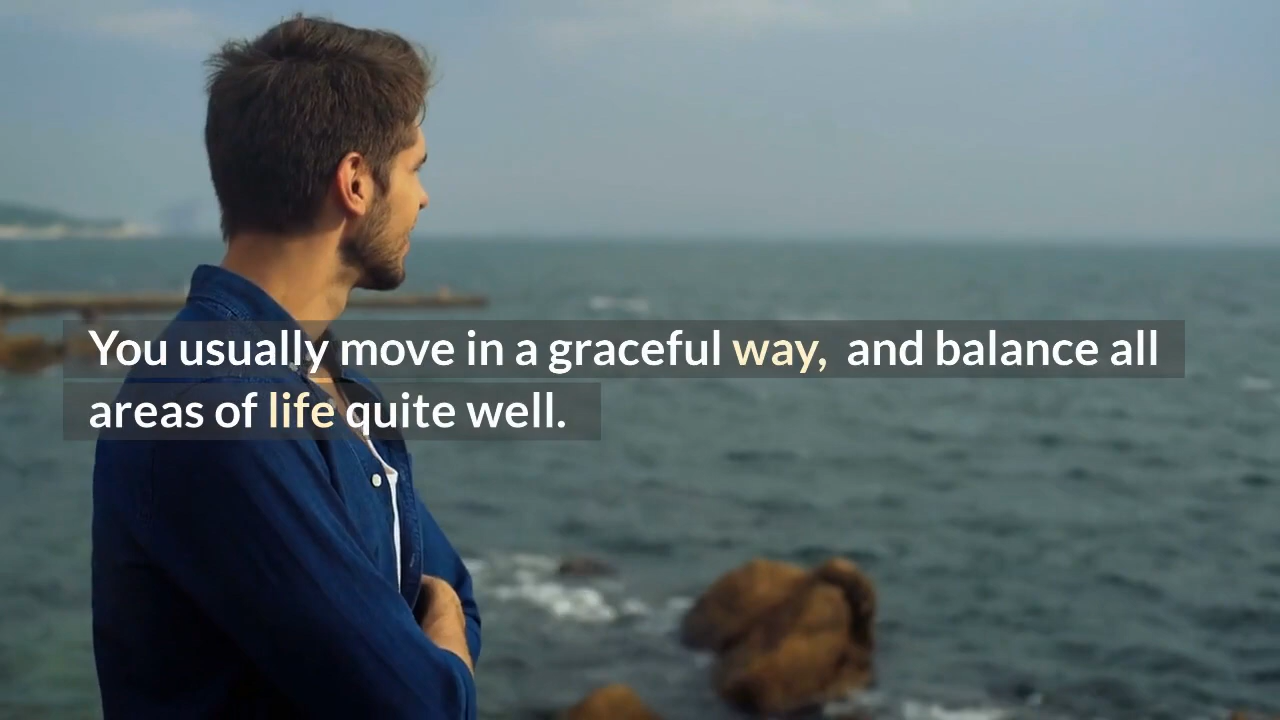 You usually move in a graceful way, and balance all
areas of life quite well.